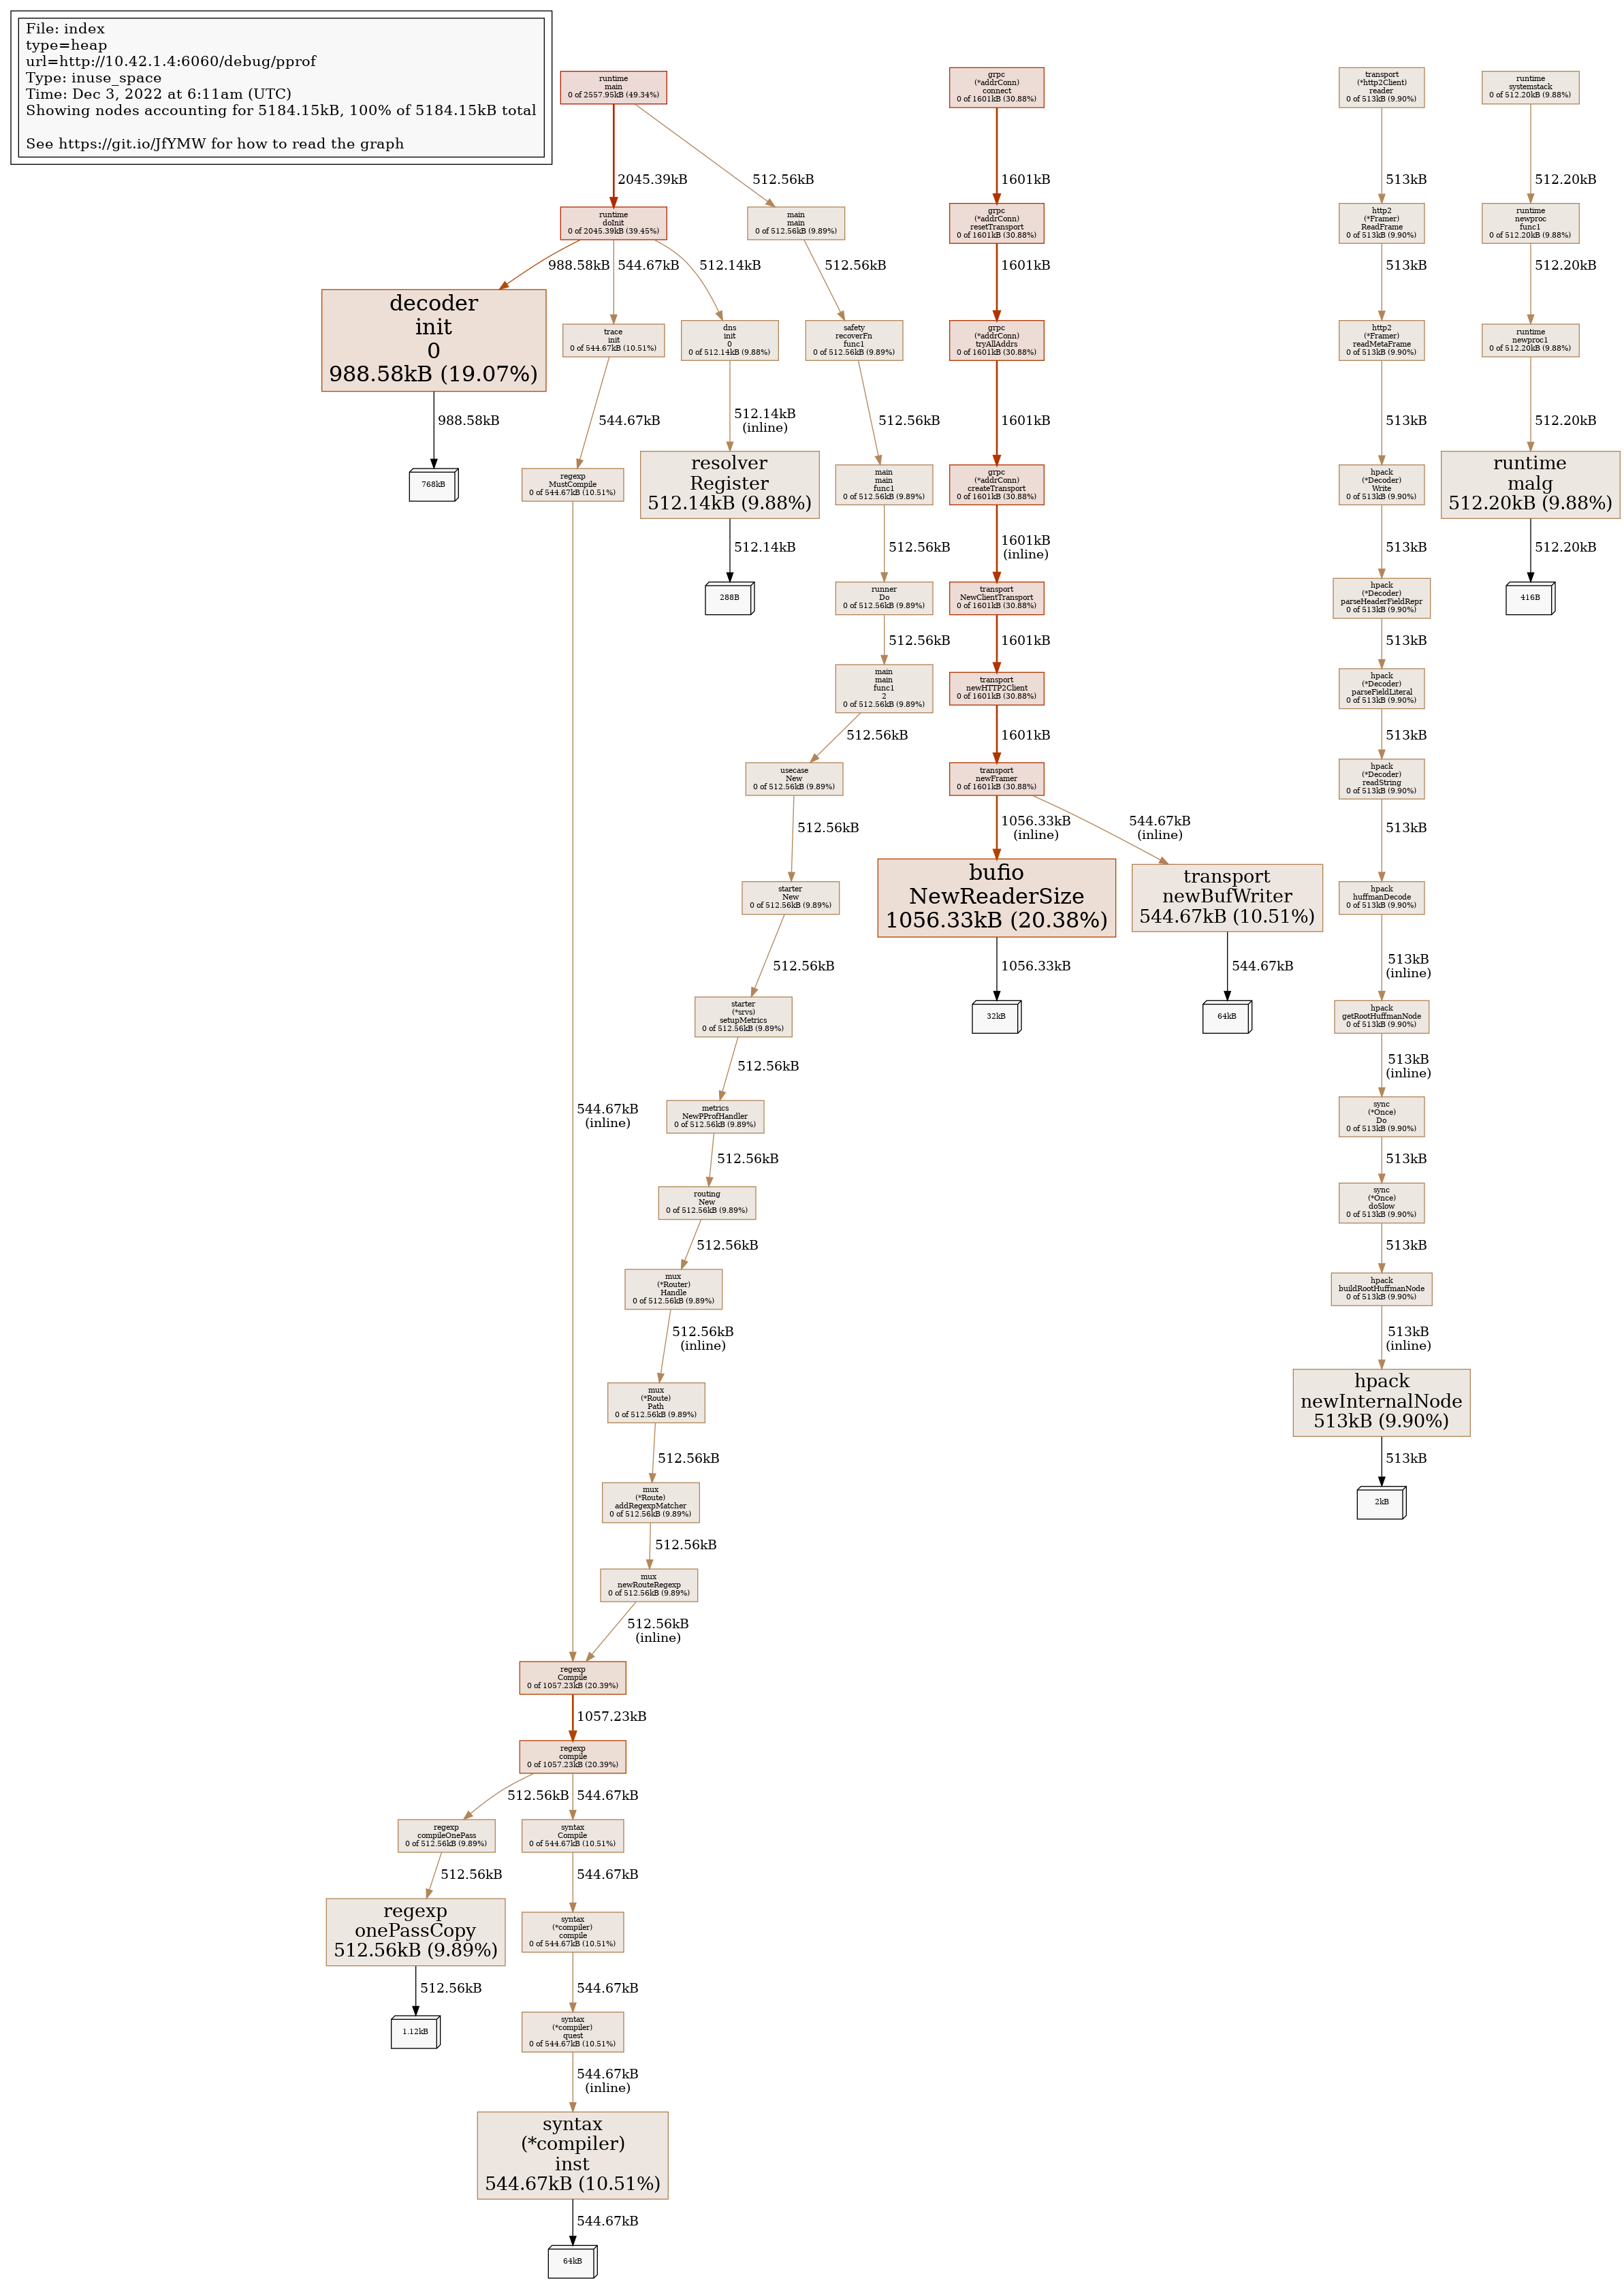 File: index
type=heap
url=http://10.42.1.4:6060/debug/pprof
Type: inuse_space
Time: Dec 3, 2022 at 6:11am (UTC)
Showing nodes accounting for 5184.15kB, 100% of 5184.15kB total
See https://git.io/JfYMW for how to read the graph
runtime
main
0 of 2557.95kB (49.34%)
2045.39kB
512.56kB
runtime
doInit
0 of 2045.39kB (39.45%)
988.58kB
544.67kB
512.14kB
decoder
init
0
988.58kB (19.07%)
988.58kB
768kB
trace
init
0 of 544.67kB (10.51%)
544.67kB
regexp
MustCompile
0 of 544.67kB (10.51%)
544.67kB
(inline)
dns
init
0
0 of 512.14kB (9.88%)
512.14kB
(inline)
resolver
Register
512.14kB (9.88%)
512.14kB
288B
main
main
0 of 512.56kB (9.89%)
512.56kB
safety
recoverFn
func1
0 of 512.56kB (9.89%)
512.56kB
main
main
func1
0 of 512.56kB (9.89%)
512.56kB
runner
Do
0 of 512.56kB (9.89%)
512.56kB
main
main
func1
2
0 of 512.56kB (9.89%)
512.56kB
usecase
New
0 of 512.56kB (9.89%)
512.56kB
starter
New
0 of 512.56kB (9.89%)
512.56kB
starter
(*srvs)
setupMetrics
0 of 512.56kB (9.89%)
512.56kB
metrics
NewPProfHandler
0 of 512.56kB (9.89%)
512.56kB
routing
New
0 of 512.56kB (9.89%)
512.56kB
mux
(*Router)
Handle
0 of 512.56kB (9.89%)
512.56kB
(inline)
mux
(*Route)
Path
0 of 512.56kB (9.89%)
512.56kB
mux
(*Route)
addRegexpMatcher
0 of 512.56kB (9.89%)
512.56kB
mux
newRouteRegexp
0 of 512.56kB (9.89%)
512.56kB
(inline)
regexp
Compile
0 of 1057.23kB (20.39%)
1057.23kB
regexp
compile
0 of 1057.23kB (20.39%)
512.56kB
544.67kB
regexp
compileOnePass
0 of 512.56kB (9.89%)
512.56kB
regexp
onePassCopy
512.56kB (9.89%)
512.56kB
1.12kB
syntax
Compile
0 of 544.67kB (10.51%)
544.67kB
syntax
(*compiler)
compile
0 of 544.67kB (10.51%)
544.67kB
syntax
(*compiler)
quest
0 of 544.67kB (10.51%)
544.67kB
(inline)
syntax
(*compiler)
inst
544.67kB (10.51%)
544.67kB
64kB
grpc
(*addrConn)
connect
0 of 1601kB (30.88%)
1601kB
grpc
(*addrConn)
resetTransport
0 of 1601kB (30.88%)
1601kB
grpc
(*addrConn)
tryAllAddrs
0 of 1601kB (30.88%)
1601kB
grpc
(*addrConn)
createTransport
0 of 1601kB (30.88%)
1601kB
(inline)
transport
NewClientTransport
0 of 1601kB (30.88%)
1601kB
transport
newHTTP2Client
0 of 1601kB (30.88%)
1601kB
transport
newFramer
0 of 1601kB (30.88%)
1056.33kB
(inline)
544.67kB
(inline)
bufio
NewReaderSize
1056.33kB (20.38%)
1056.33kB
32kB
transport
newBufWriter
544.67kB (10.51%)
544.67kB
64kB
transport
(*http2Client)
reader
0 of 513kB (9.90%)
513kB
http2
(*Framer)
ReadFrame
0 of 513kB (9.90%)
513kB
http2
(*Framer)
readMetaFrame
0 of 513kB (9.90%)
513kB
hpack
(*Decoder)
Write
0 of 513kB (9.90%)
513kB
hpack
(*Decoder)
parseHeaderFieldRepr
0 of 513kB (9.90%)
513kB
hpack
(*Decoder)
parseFieldLiteral
0 of 513kB (9.90%)
513kB
hpack
(*Decoder)
readString
0 of 513kB (9.90%)
513kB
hpack
huffmanDecode
0 of 513kB (9.90%)
513kB
(inline)
hpack
getRootHuffmanNode
0 of 513kB (9.90%)
513kB
(inline)
sync
(*Once)
Do
0 of 513kB (9.90%)
513kB
sync
(*Once)
doSlow
0 of 513kB (9.90%)
513kB
hpack
buildRootHuffmanNode
0 of 513kB (9.90%)
513kB
(inline)
hpack
newInternalNode
513kB (9.90%)
513kB
2kB
runtime
systemstack
0 of 512.20kB (9.88%)
512.20kB
runtime
newproc
func1
0 of 512.20kB (9.88%)
512.20kB
runtime
newproc1
0 of 512.20kB (9.88%)
512.20kB
runtime
malg
512.20kB (9.88%)
512.20kB
416B